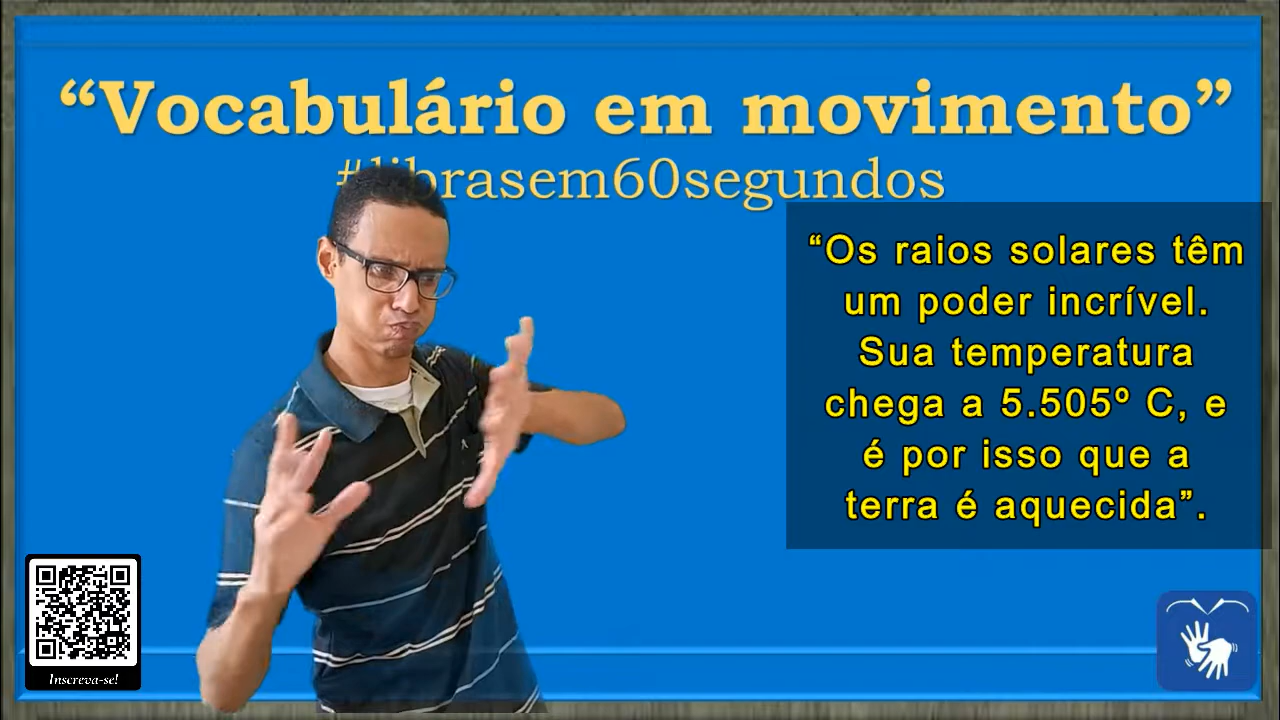 “Vocabulário em movimento”
#librasem60segundos
“Os raios solares têm
um poder incrível.
Sua temperatura
chega a 5.505º C, e
é por isso que a
terra é aquecida”.
Inscreva-se!